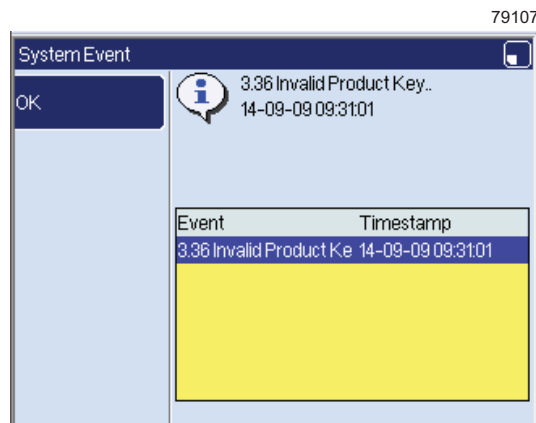 79107
System Event
OK
3.36 Invalid Product Key..
14-09-09 09:31:01
Event Timestamp
3.36 Invalid Product Ke 14-09-09 09:31:01